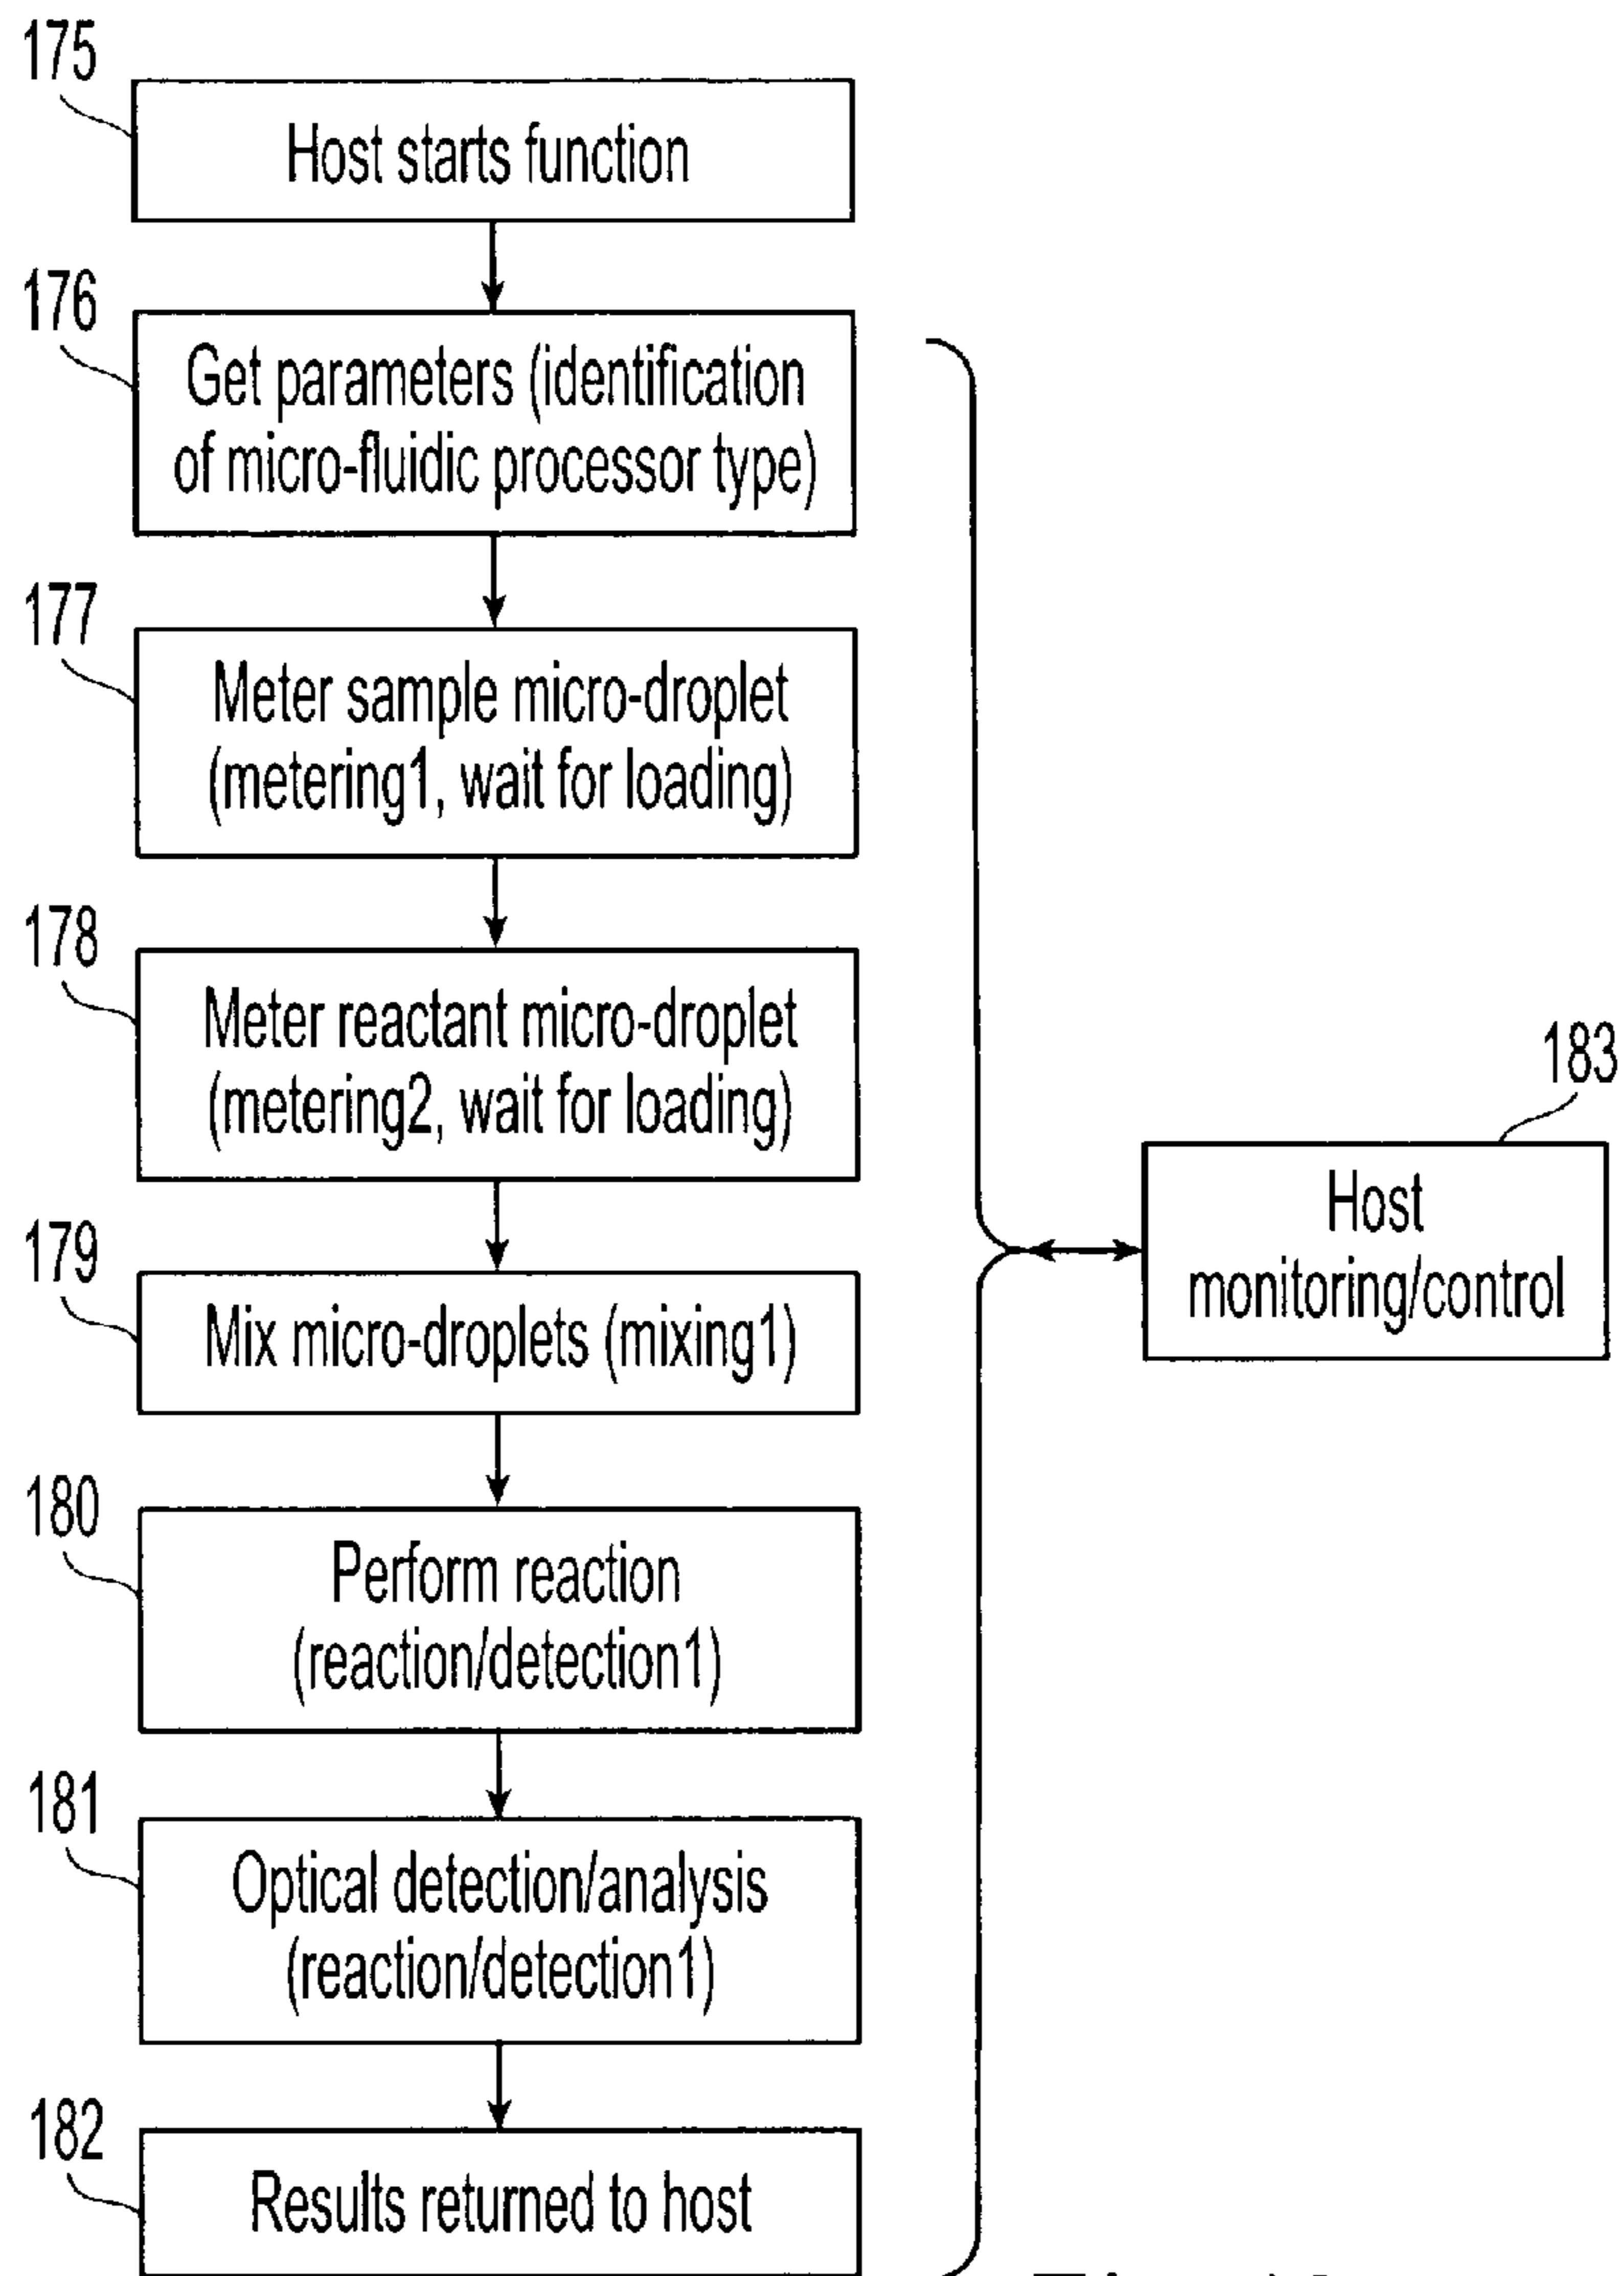 175
Host starts function
176
Get parameters (identification
of micro-fluidic processor type)
177
Meter sample micro-droplet
(metering1, wait for loading)
178
Meter reactant micro-droplet
(metering2, wait for loading)
179
Mix micro-droplets (mixing1)
180
Perform reaction
(reaction/detection1)
181
Optical detection/analysis
(reaction/detection1)
182
Results returned to host
183
Host
monitoring/control